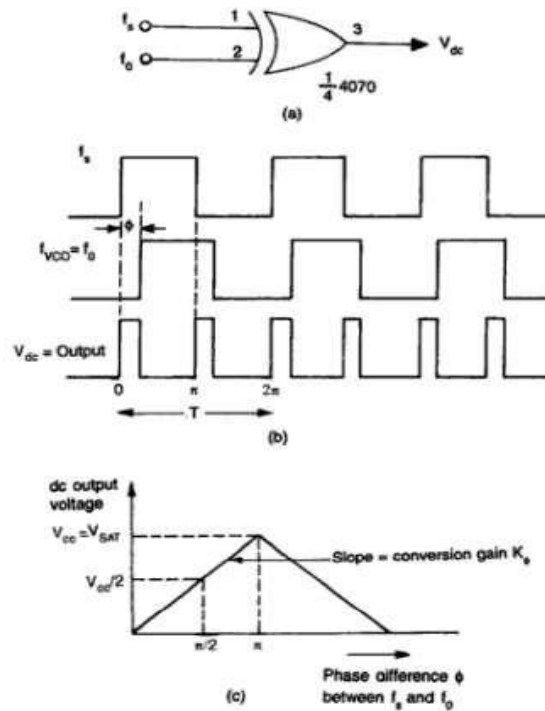 fs 1
3
Vdc
fo 2
1/4 4070
(a)
fs
ϕ
fVCO = f0
Vdc = Output
0 π 2π
T
(b)
dc output
voltage
Vcc = VSAT
Slope = conversion gain Kϕ
Vcc/2
π/2 π
Phase difference ϕ
between fs and f0
(c)